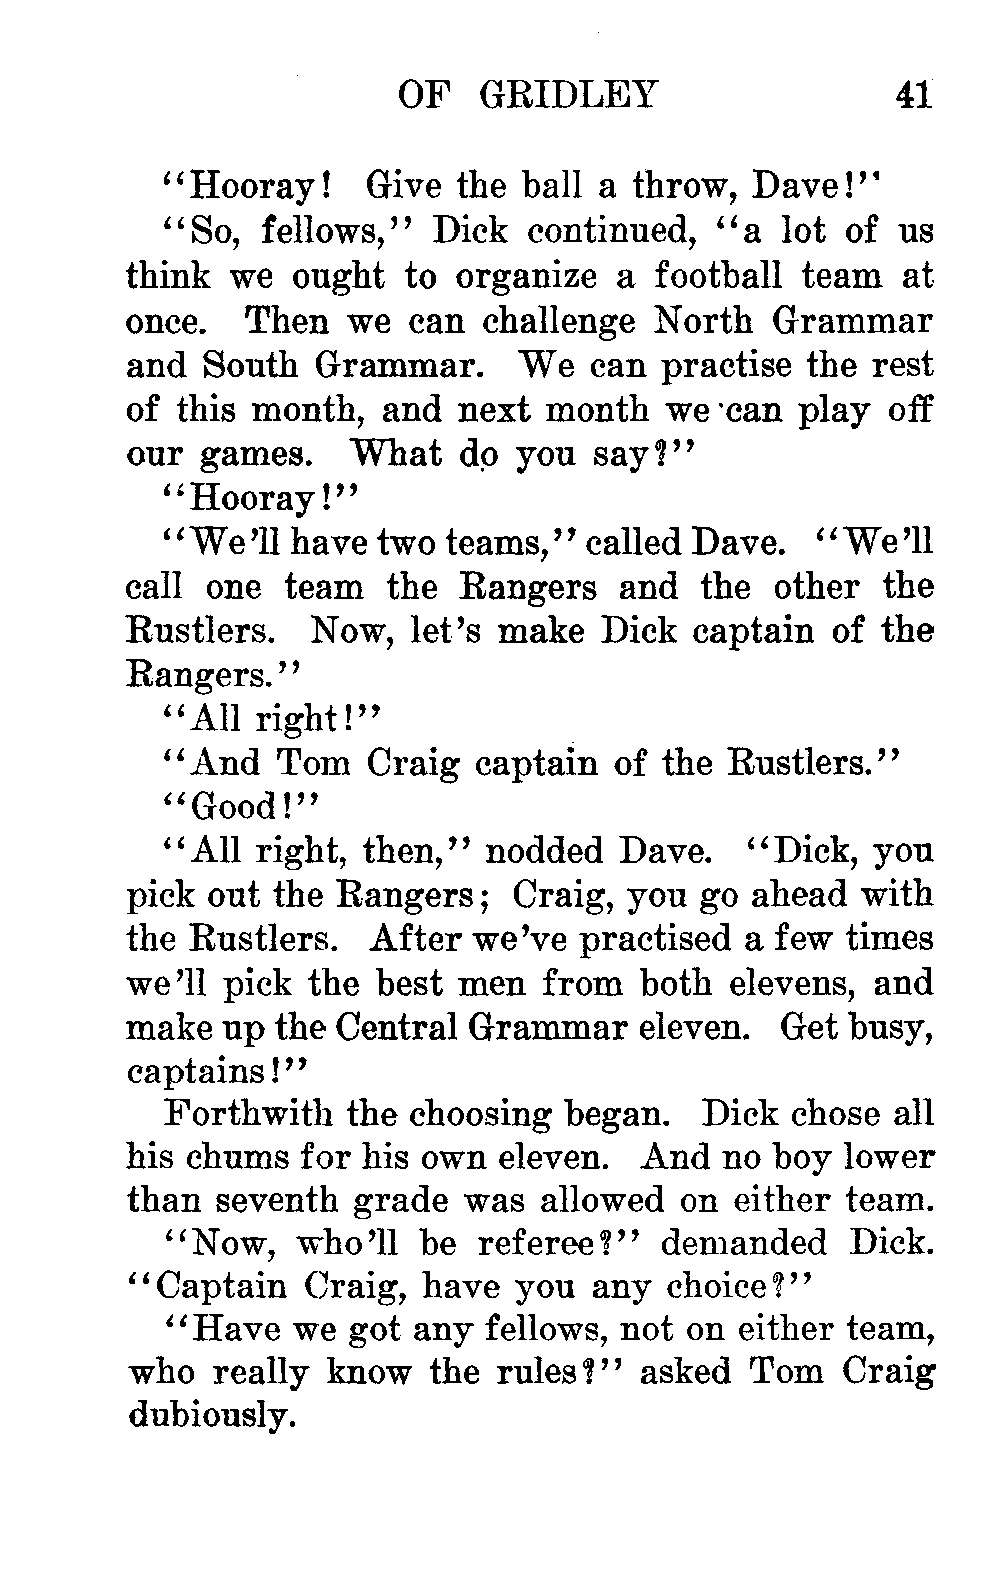 OF GRIDLEY 41
"Hooray! Give the ball a throw, Dave!"
"So, fellows," Dick continued, "a lot of us
think we ought to organize a football team at
once. Then we can challenge North Grammar
and South Grammar. We can practise the rest
of this month, and next month we can play off
our games. What do you say?"
"Hooray!"
"We'll have two teams," called Dave. "We'll
call one team the Rangers and the other the
Rustlers. Now, let's make Dick captain of the
Rangers."
"All right!"
"And Tom Craig captain of the Rustlers."
"Good!"
"All right, then," nodded Dave. "Dick, you
pick out the Rangers; Craig, you go ahead with
the Rustlers. After we've practised a few times
we'll pick the best men from both elevens, and
make up the Central Grammar eleven. Get busy,
captains!"
Forthwith the choosing began. Dick chose all
his chums for his own eleven. And no boy lower
than seventh grade was allowed on either team.
"Now, who'll be referee?" demanded Dick.
"Captain Craig, have you any choice?"
"Have we got any fellows, not on either team,
who really know the rules?" asked Tom Craig
dubiously.